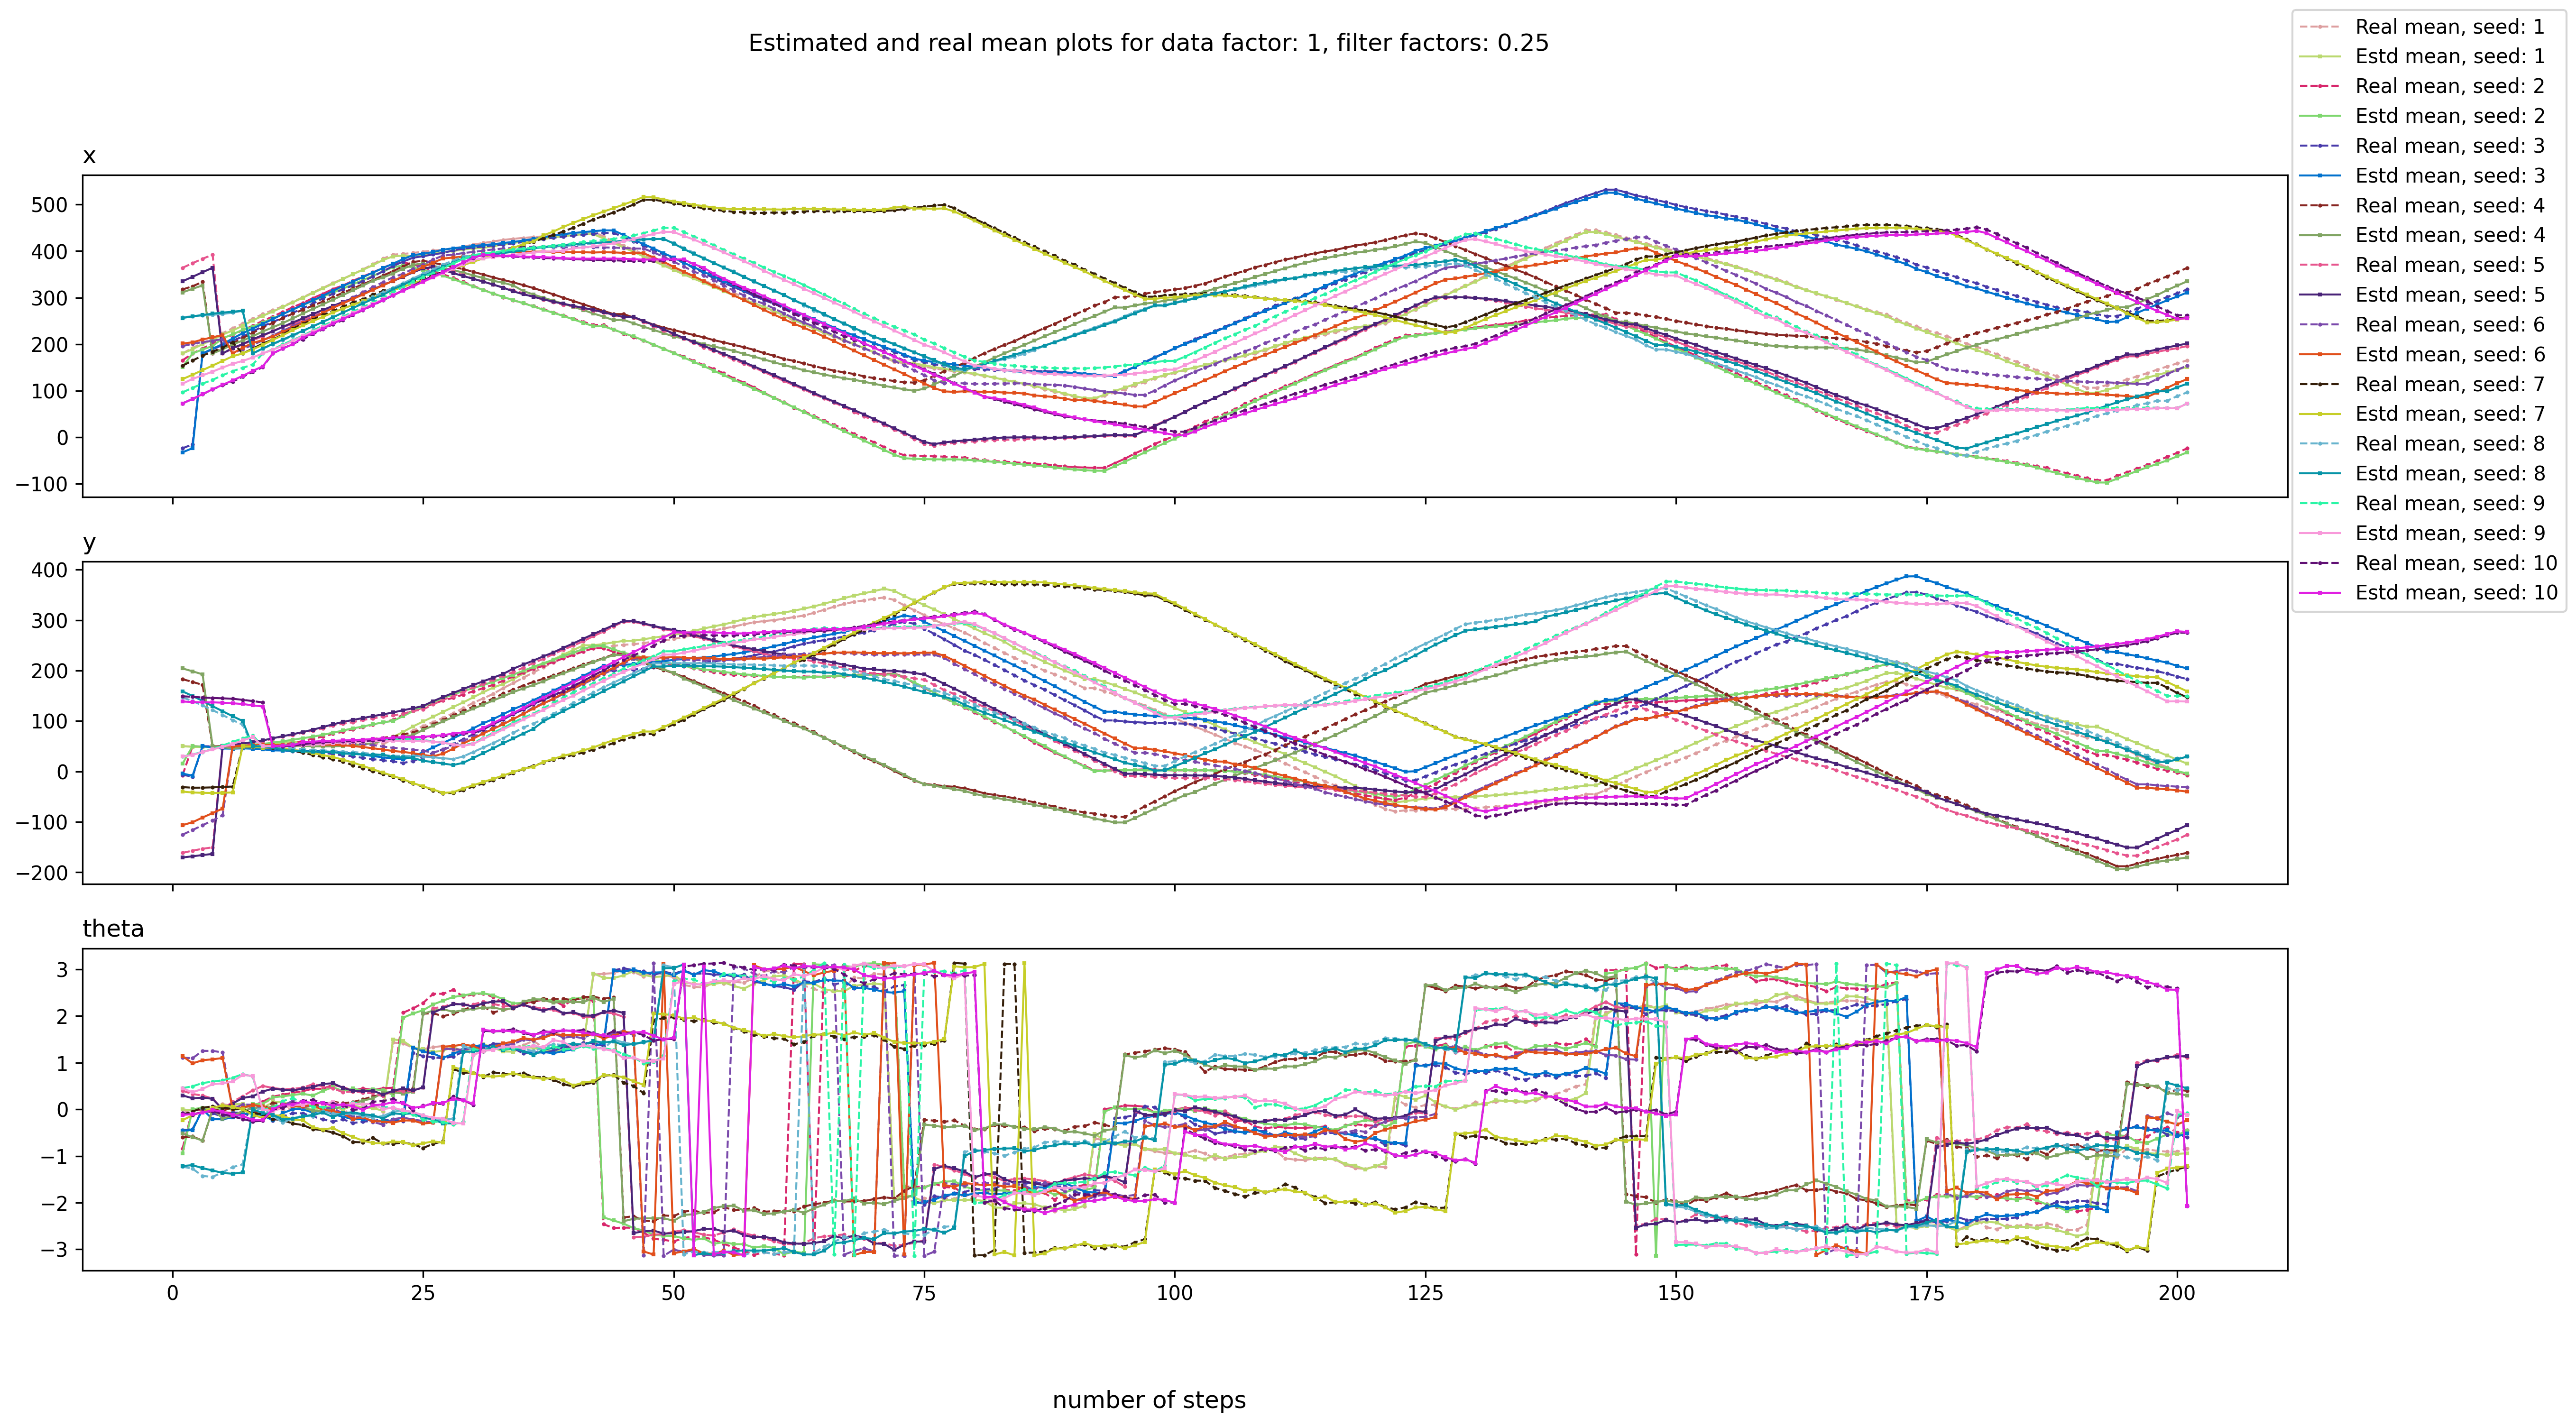 Estimated and real mean plots for data factor: 1, filter factors: 0.25
Real mean, seed: 1
Estd mean, seed: 1
Real mean, seed: 2
Estd mean, seed: 2
Real mean, seed: 3
Estd mean, seed: 3
Real mean, seed: 4
Estd mean, seed: 4
Real mean, seed: 5
Estd mean, seed: 5
Real mean, seed: 6
Estd mean, seed: 6
Real mean, seed: 7
Estd mean, seed: 7
Real mean, seed: 8
Estd mean, seed: 8
Real mean, seed: 9
Estd mean, seed: 9
Real mean, seed: 10
Estd mean, seed: 10
x
500
400
300
200
100
0
−100
y
400
300
200
100
0
−100
−200
theta
3
2
1
0
−1
−2
−3
0 25 50 75 100 125 150 175 200
number of steps